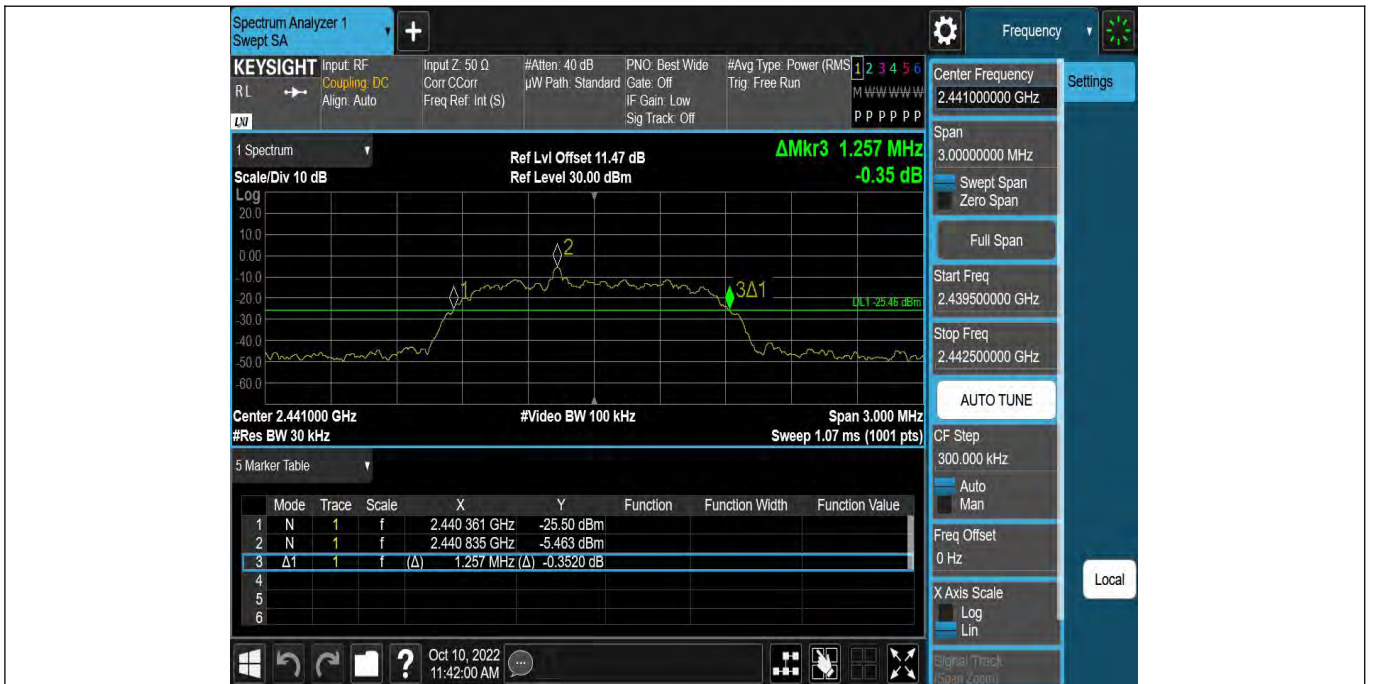 Spectrum Analyzer 1
Swept SA
+
Frequency
KEYSIGHT
RL
LXI
Input: RF
Coupling: DC
Align: Auto
Input Z: 50 Ω
Corr CCorr
Freq Ref: Int (S)
#Atten: 40 dB
µW Path: Standard
PNO: Best Wide
Gate: Off
IF Gain: Low
Sig Track: Off
#Avg Type: Power (RMS
Trig: Free Run
1 2 3 4 5 6
M W W W W W
P P P P P P
1 Spectrum
Scale/Div 10 dB
Ref Lvl Offset 11.47 dB
Ref Level 30.00 dBm
ΔMkr3 1.257 MHz
-0.35 dB
Log
20.0
10.0
0.00
-10.0
-20.0
-30.0
-40.0
-50.0
-60.0
1
2
3Δ1
DL1 -25.46 dBm
Center 2.441000 GHz
#Video BW 100 kHz
Span 3.000 MHz
#Res BW 30 kHz
Sweep 1.07 ms (1001 pts)
5 Marker Table
Mode Trace Scale X Y Function Function Width Function Value
1 N 1 f 2.440 361 GHz -25.50 dBm
2 N 1 f 2.440 835 GHz -5.463 dBm
3 Δ1 1 f (Δ) 1.257 MHz (Δ) -0.3520 dB
4
5
6
?
Oct 10, 2022
11:42:00 AM
Center Frequency
2.441000000 GHz
Settings
Span
3.00000000 MHz
Swept Span
Zero Span
Full Span
Start Freq
2.439500000 GHz
Stop Freq
2.442500000 GHz
AUTO TUNE
CF Step
300.000 kHz
Auto
Man
Freq Offset
0 Hz
X Axis Scale
Log
Lin
Signal Track
(Span Zoom)
Local